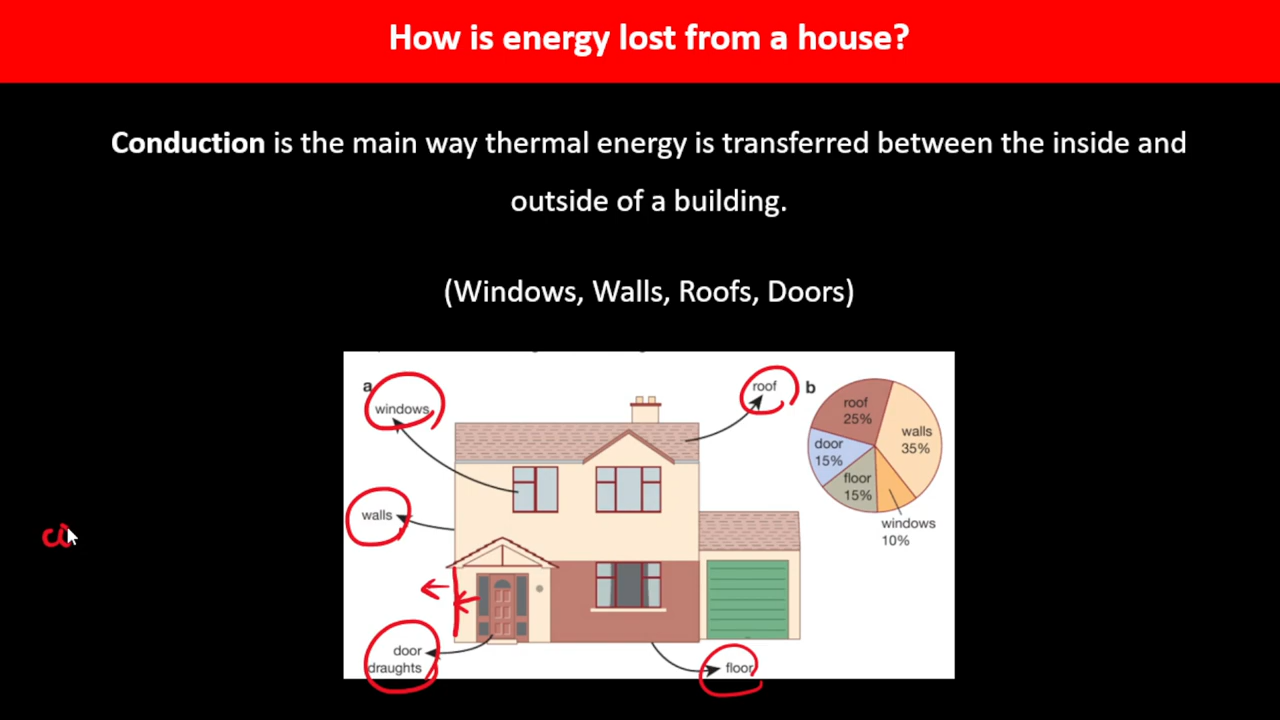 How is energy lost from a house?
Conduction is the main way thermal energy is transferred between the inside and
outside of a building.
(Windows, Walls, Roofs, Doors)
a
windows
walls
door
draughts
roof
floor
b
roof
25%
walls
35%
door
15%
floor
15%
windows
10%